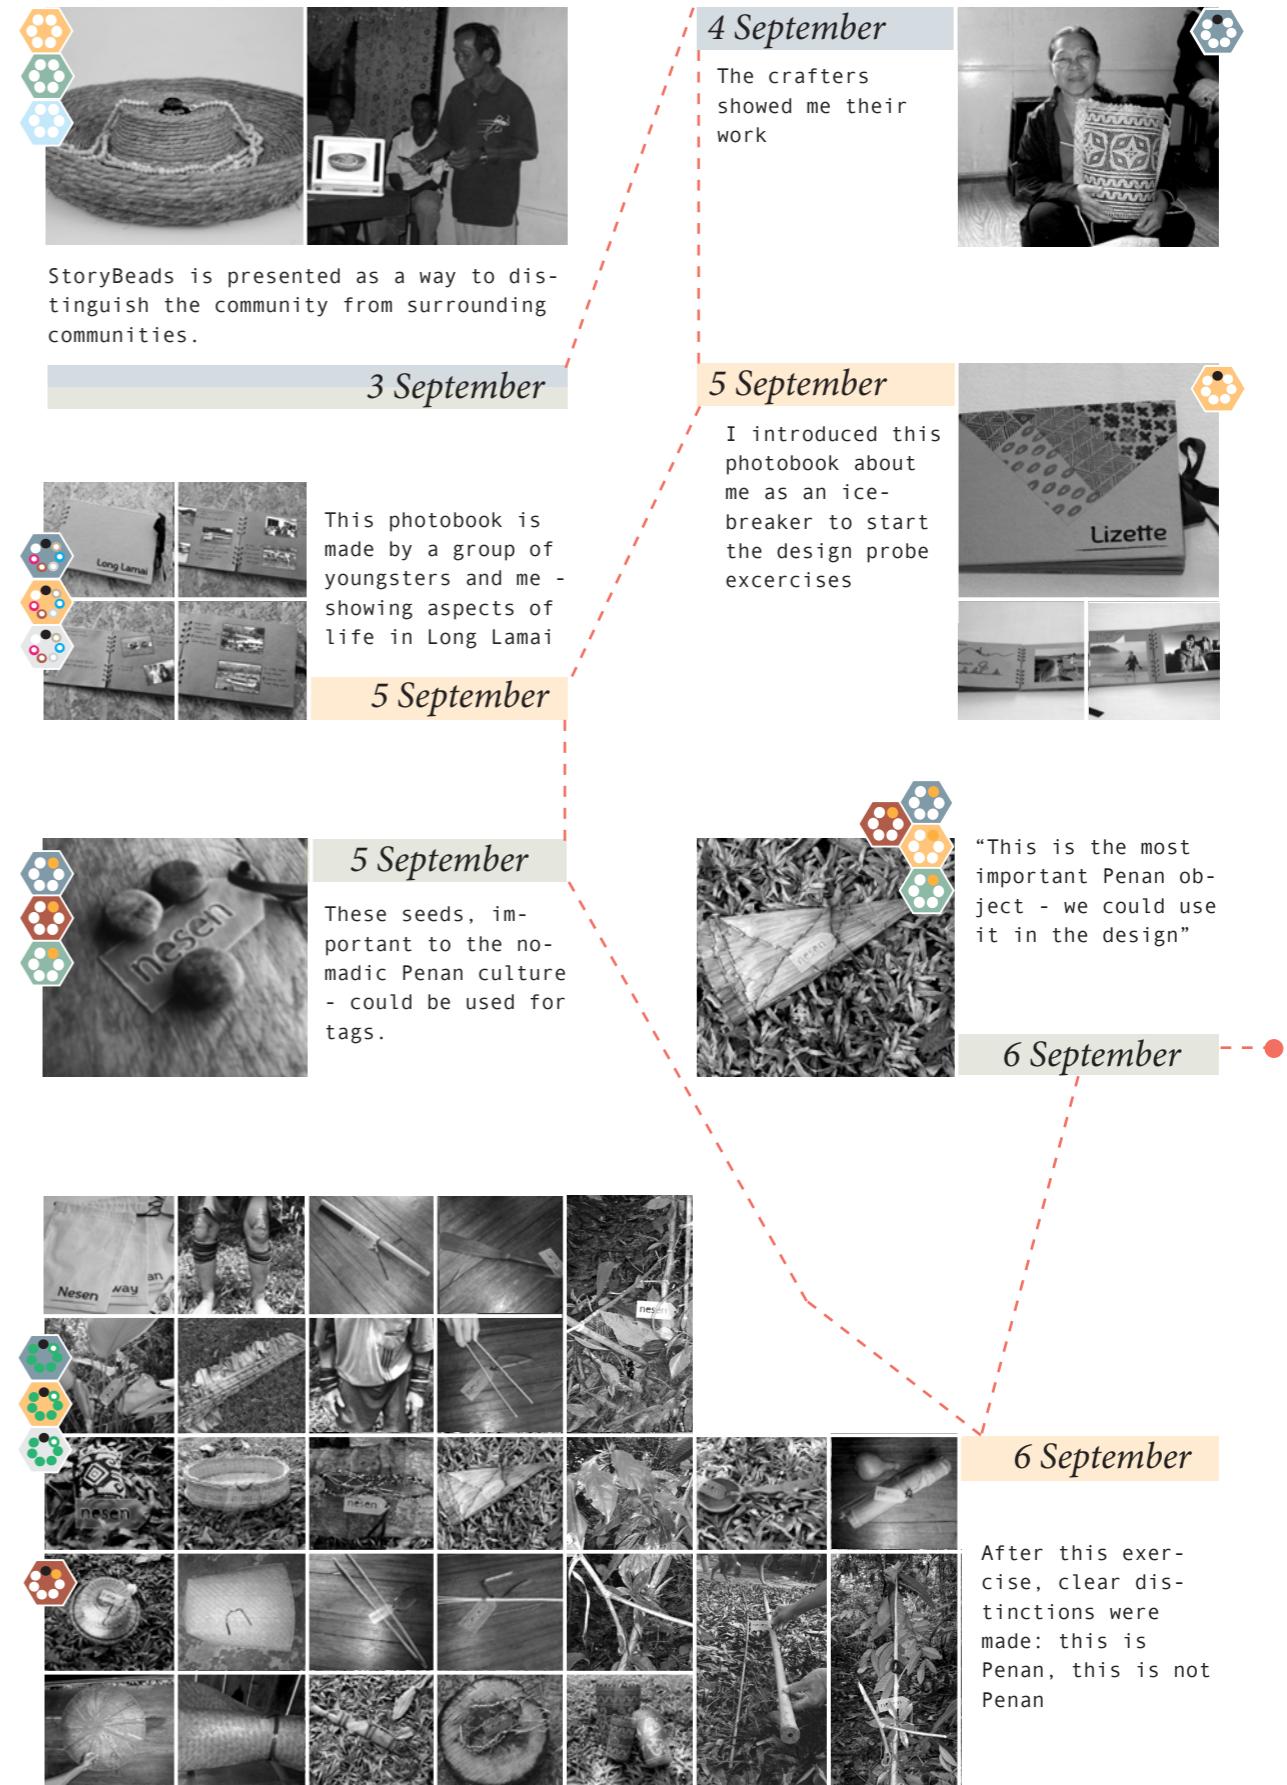 StoryBeads is presented as a way to dis-
tinguish the community from surrounding
communities.
3 September
4 September
The crafters
showed me their
work
5 September
I introduced this
photobook about
me as an ice-
breaker to start
the design probe
excercises
Lizette
Long Lamai
This photobook is
made by a group of
youngsters and me -
showing aspects of
life in Long Lamai
5 September
nesen
5 September
These seeds, im-
portant to the no-
madic Penan culture
- could be used for
tags.
nesen
"This is the most
important Penan ob-
ject - we could use
it in the design"
6 September
Nesen
way
an
nesen
nesen
nesen
6 September
After this exer-
cise, clear dis-
tinctions were
made: this is
Penan, this is not
Penan